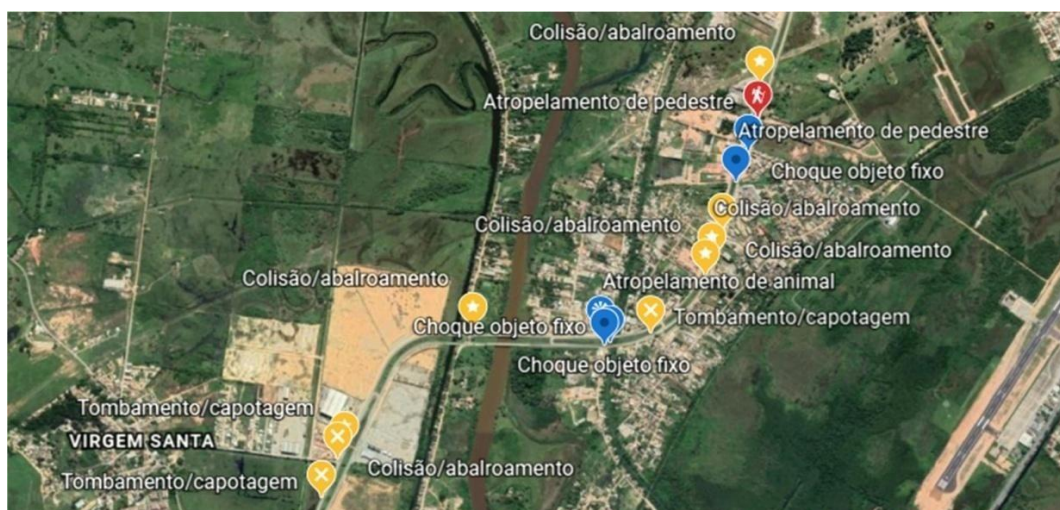 Colisão/abalroamento
Atropelamento de pedestre
Atropelamento de pedestre
Choque objeto fixo
Colisão/abalroamento
Colisão/abalroamento
Colisão/abalroamento
Colisão/abalroamento
Atropelamento de animal
Choque objeto fixo
Tombamento/capotagem
Choque objeto fixo
Tombamento/capotagem
VIRGEM SANTA
Colisão/abalroamento
Tombamento/capotagem